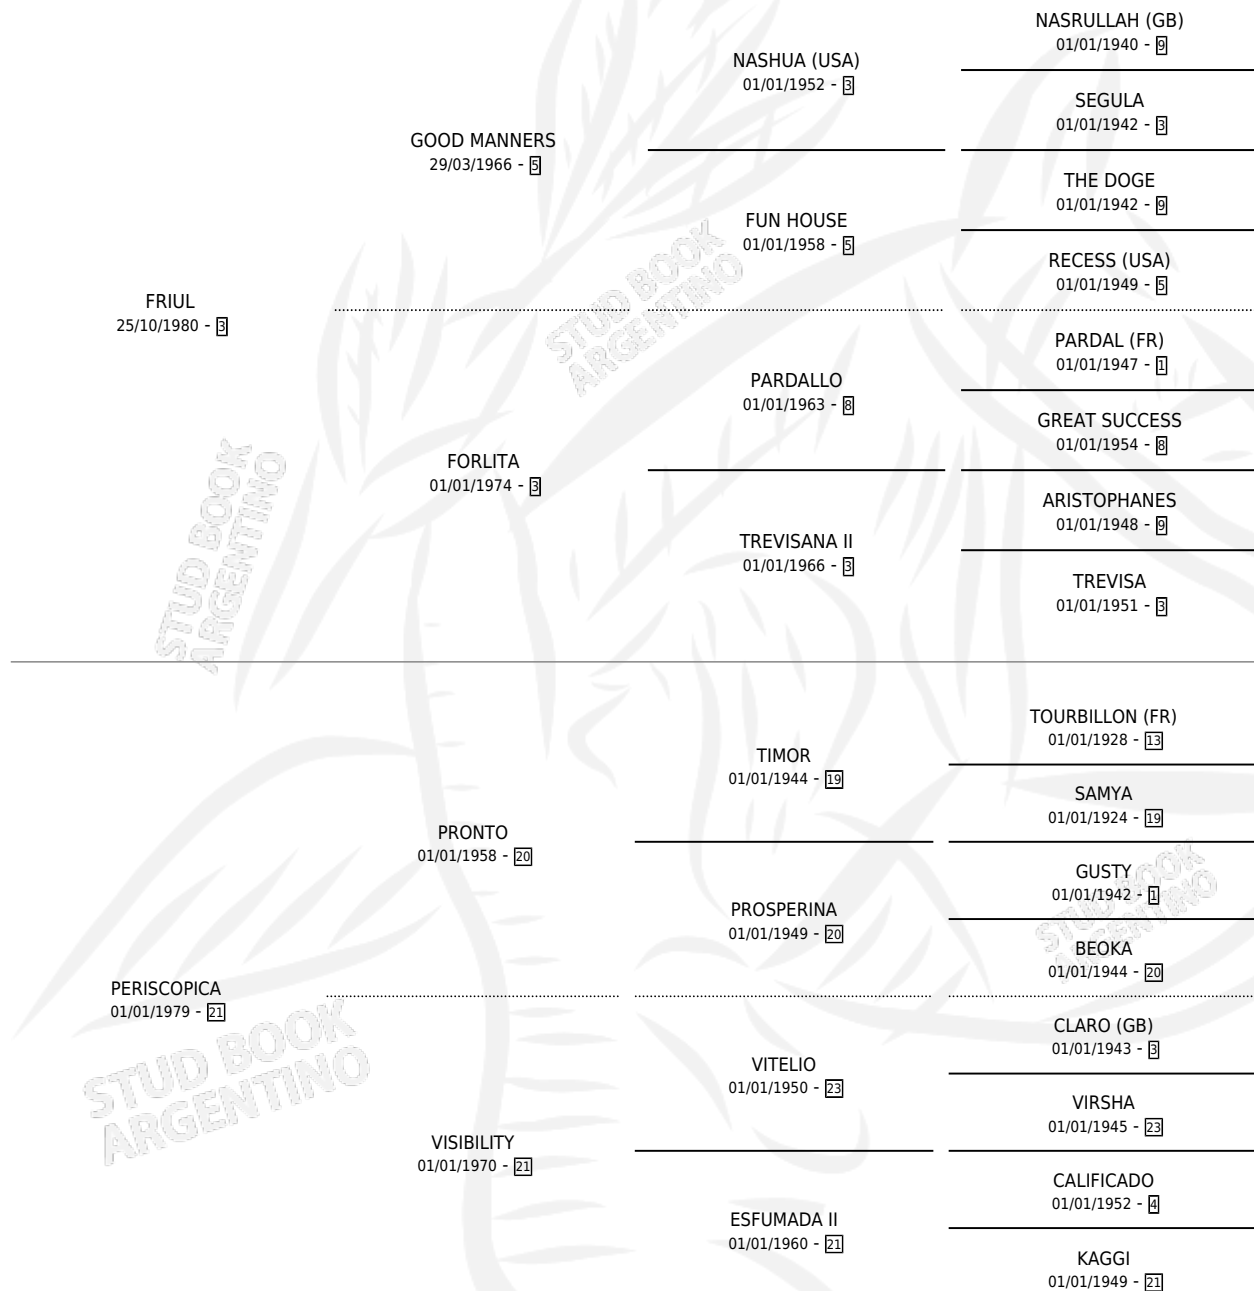 NASRULLAH (GB)
01/01/1940 - 9
NASHUA (USA)
01/01/1952 - 3
SEGULA
01/01/1942 - 3
GOOD MANNERS
29/03/1966 - 5
THE DOGE
01/01/1942 - 9
FUN HOUSE
01/01/1958 - 5
RECESS (USA)
01/01/1949 - 5
FRIUL
25/10/1980 - 3
PARDAL (FR)
01/01/1947 - 1
PARDALLO
01/01/1963 - 8
GREAT SUCCESS
01/01/1954 - 8
FORLITA
01/01/1974 - 3
ARISTOPHANES
01/01/1948 - 9
TREVISANA II
01/01/1966 - 3
TREVISA
01/01/1951 - 3
TOURBILLON (FR)
01/01/1928 - 13
TIMOR
01/01/1944 - 19
SAMYA
01/01/1924 - 19
PRONTO
01/01/1958 - 20
GUSTY
01/01/1942 - 1
PROSPERINA
01/01/1949 - 20
BEOKA
01/01/1944 - 20
PERISCOPICA
01/01/1979 - 21
CLARO (GB)
01/01/1943 - 3
VITELIO
01/01/1950 - 23
VIRSHA
01/01/1945 - 23
VISIBILITY
01/01/1970 - 21
CALIFICADO
01/01/1952 - 4
ESFUMADA II
01/01/1960 - 21
KAGGI
01/01/1949 - 21
STUD BOOK
ARGENTINO
STUD BOOK
ARGENTINO
STUD BOOK
ARGENTINO
STUD BOOK
ARGENTINO